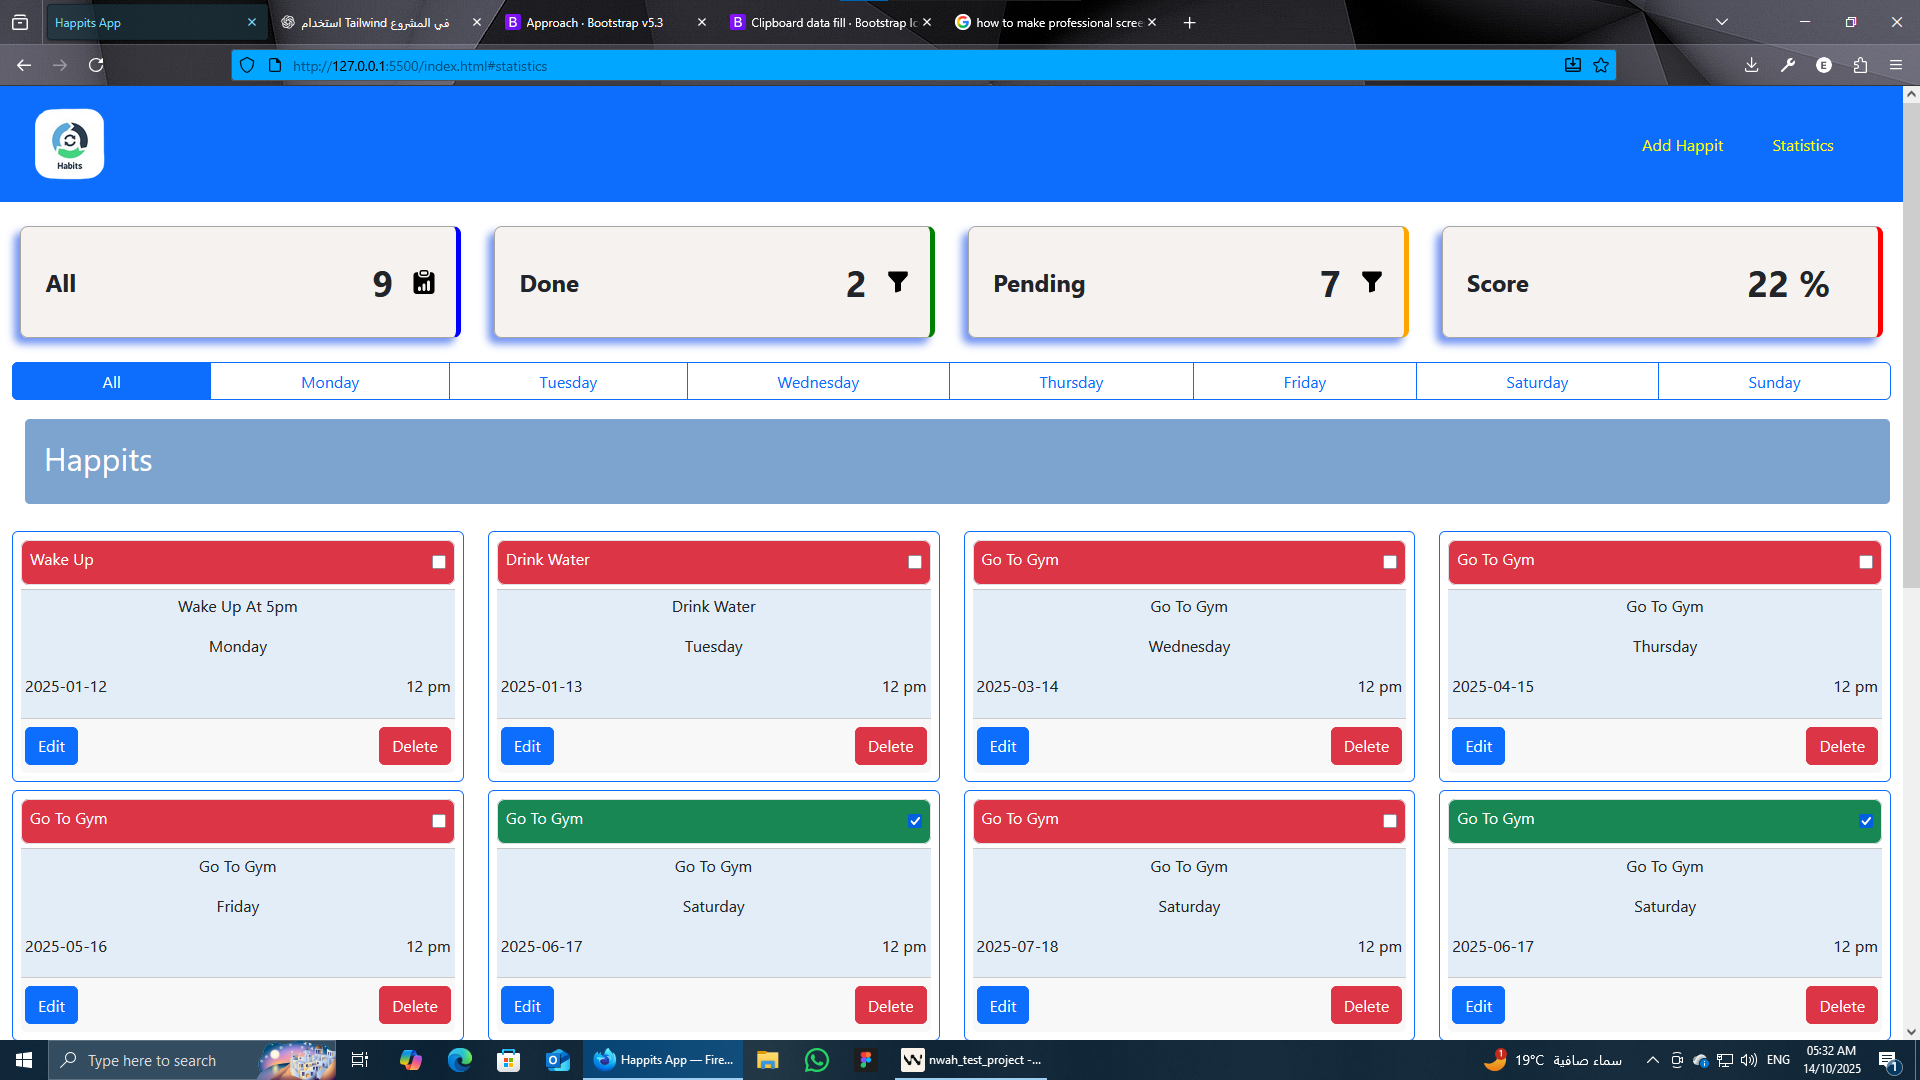 Happits App
استخدام Tailwind في المشروع
Approach · Bootstrap v5.3
Clipboard data fill · Bootstrap Ic
how to make professional scree
http://127.0.0.1:5500/index.html#statistics
E
Habits
Add Happit
Statistics
All 9
Done 2
Pending 7
Score 22 %
All Monday Tuesday Wednesday Thursday Friday Saturday Sunday
Happits
Wake Up
Wake Up At 5pm
Monday
2025-01-12 12 pm
Edit Delete
Drink Water
Drink Water
Tuesday
2025-01-13 12 pm
Edit Delete
Go To Gym
Go To Gym
Wednesday
2025-03-14 12 pm
Edit Delete
Go To Gym
Go To Gym
Thursday
2025-04-15 12 pm
Edit Delete
Go To Gym
Go To Gym
Friday
2025-05-16 12 pm
Edit Delete
Go To Gym
Go To Gym
Saturday
2025-06-17 12 pm
Edit Delete
Go To Gym
Go To Gym
Saturday
2025-07-18 12 pm
Edit Delete
Go To Gym
Go To Gym
Saturday
2025-06-17 12 pm
Edit Delete
Type here to search
Happits App — Fire...
nwah_test_project -...
1
19°C سماء صافية
ENG
05:32 AM
14/10/2025
1